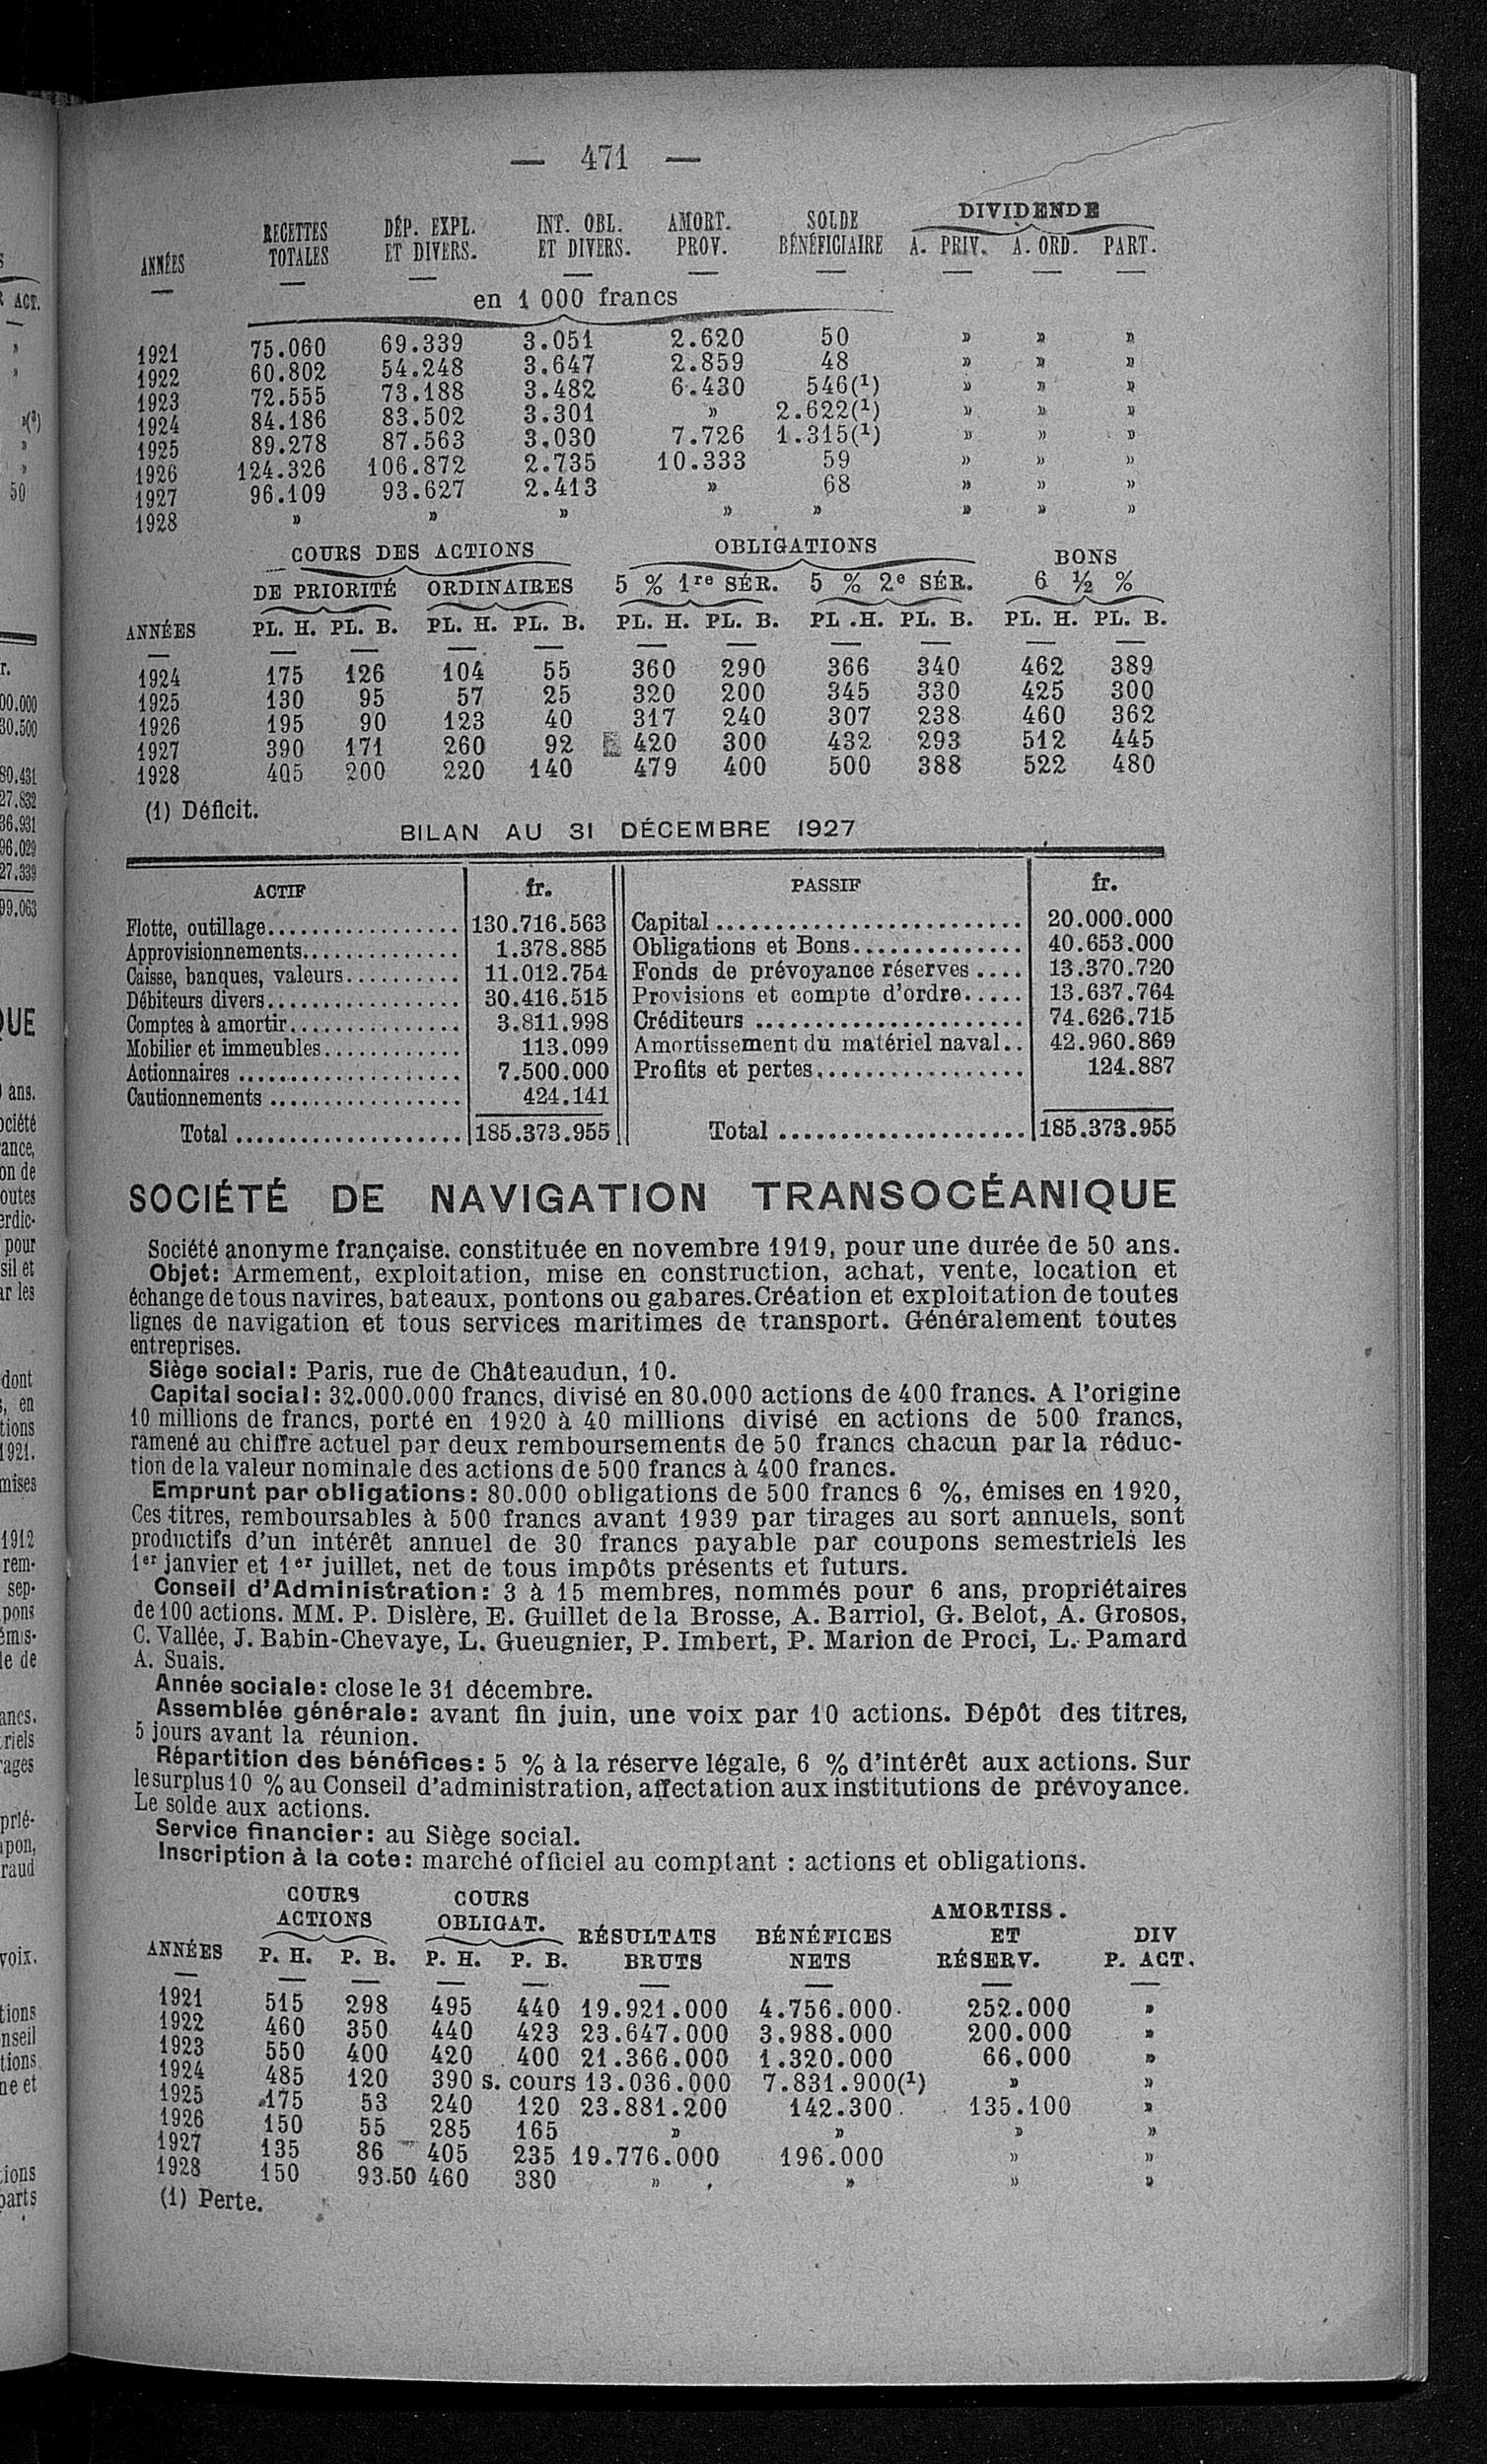 — 471 —
DIVIDENDE
ANNÉES RECETTES TOTALES DÉP. EXPL. ET DIVERS. INT. OBL. ET DIVERS. AMORT. PROV. SOLDE BÉNÉFICIAIRE A. PRIV. A. ORD. PART.
en 1 000 francs
1921 75.060 69.339 3.051 2.620 50 » » »
1922 60.802 54.248 3.647 2.859 48 » » »
1923 72.555 73.188 3.482 6.430 546(1) » » »
1924 84.186 83.502 3.301 » 2.622(1) » » »
1925 89.278 87.563 3.030 7.726 1.315(1) » » »
1926 124.326 106.872 2.735 10.333 59 » » »
1927 96.109 93.627 2.413 » 68 » » »
1928 » » » » » » » »
COURS DES ACTIONS OBLIGATIONS BONS
DE PRIORITÉ ORDINAIRES 5 % 1re SÉR. 5 % 2e SÉR. 6 ½ %
ANNÉES PL. H. PL. B. PL. H. PL. B. PL. H. PL. B. PL .H. PL. B. PL. H. PL. B.
1924 175 126 104 55 360 290 366 340 462 389
1925 130 95 57 25 320 200 345 330 425 300
1926 195 90 123 40 317 240 307 238 460 362
1927 390 171 260 92 420 300 432 293 512 445
1928 405 200 220 140 479 400 500 388 522 480
(1) Déficit.
BILAN AU 31 DÉCEMBRE 1927
ACTIF fr. PASSIF fr.
Flotte, outillage................. 130.716.563 Capital.......................... 20.000.000
Approvisionnements.............. 1.378.885 Obligations et Bons.............. 40.653.000
Caisse, banques, valeurs.......... 11.012.754 Fonds de prévoyance réserves .... 13.370.720
Débiteurs divers................. 30.416.515 Provisions et compte d'ordre..... 13.637.764
Comptes à amortir............... 3.811.998 Créditeurs ....................... 74.626.715
Mobilier et immeubles............ 113.099 Amortissement du matériel naval.. 42.960.869
Actionnaires .................... 7.500.000 Profits et pertes................. 124.887
Cautionnements ................. 424.141
Total .................... 185.373.955 Total ..................... 185.373.955
SOCIÉTÉ DE NAVIGATION TRANSOCÉANIQUE
Société anonyme française. constituée en novembre 1919, pour une durée de 50 ans.
Objet: Armement, exploitation, mise en construction, achat, vente, location et
échange de tous navires, bateaux, pontons ou gabares.Création et exploitation de toutes
lignes de navigation et tous services maritimes de transport. Généralement toutes
entreprises.
Siège social: Paris, rue de Châteaudun, 10.
Capital social: 32.000.000 francs, divisé en 80.000 actions de 400 francs. A l'origine
10 millions de francs, porté en 1920 à 40 millions divisé en actions de 500 francs,
ramené au chiffre actuel par deux remboursements de 50 francs chacun par la réduc-
tion de la valeur nominale des actions de 500 francs à 400 francs.
Emprunt par obligations: 80.000 obligations de 500 francs 6 %, émises en 1920,
Ces titres, remboursables à 500 francs avant 1939 par tirages au sort annuels, sont
productifs d'un intérêt annuel de 30 francs payable par coupons semestriels les
1er janvier et 1er juillet, net de tous impôts présents et futurs.
Conseil d'Administration: 3 à 15 membres, nommés pour 6 ans, propriétaires
de 100 actions. MM. P. Dislère, E. Guillet de la Brosse, A. Barriol, G. Belot, A. Grosos,
C. Vallée, J. Babin-Chevaye, L. Gueugnier, P. Imbert, P. Marion de Proci, L. Pamard
A. Suais.
Année sociale: close le 31 décembre.
Assemblée générale: avant fin juin, une voix par 10 actions. Dépôt des titres,
5 jours avant la réunion.
Répartition des bénéfices: 5 % à la réserve légale, 6 % d'intérêt aux actions. Sur
le surplus 10 % au Conseil d'administration, affectation aux institutions de prévoyance.
Le solde aux actions.
Service financier: au Siège social.
Inscription à la cote: marché officiel au comptant : actions et obligations.
COURS ACTIONS COURS OBLIGAT. RÉSULTATS BRUTS BÉNÉFICES NETS AMORTISS. ET RÉSERV. DIV P. ACT.
ANNÉES P. H. P. B. P. H. P. B.
1921 515 298 495 440 19.921.000 4.756.000 252.000 »
1922 460 350 440 423 23.647.000 3.988.000 200.000 »
1923 550 400 420 400 21.366.000 1.320.000 66.000 »
1924 485 120 390 s. cours 13.036.000 7.831.900(1) » »
1925 175 53 240 120 23.881.200 142.300 135.100 »
1926 150 55 285 165 » » » »
1927 135 86 405 235 19.776.000 196.000 » »
1928 150 93.50 460 380 » » » »
(1) Perte.